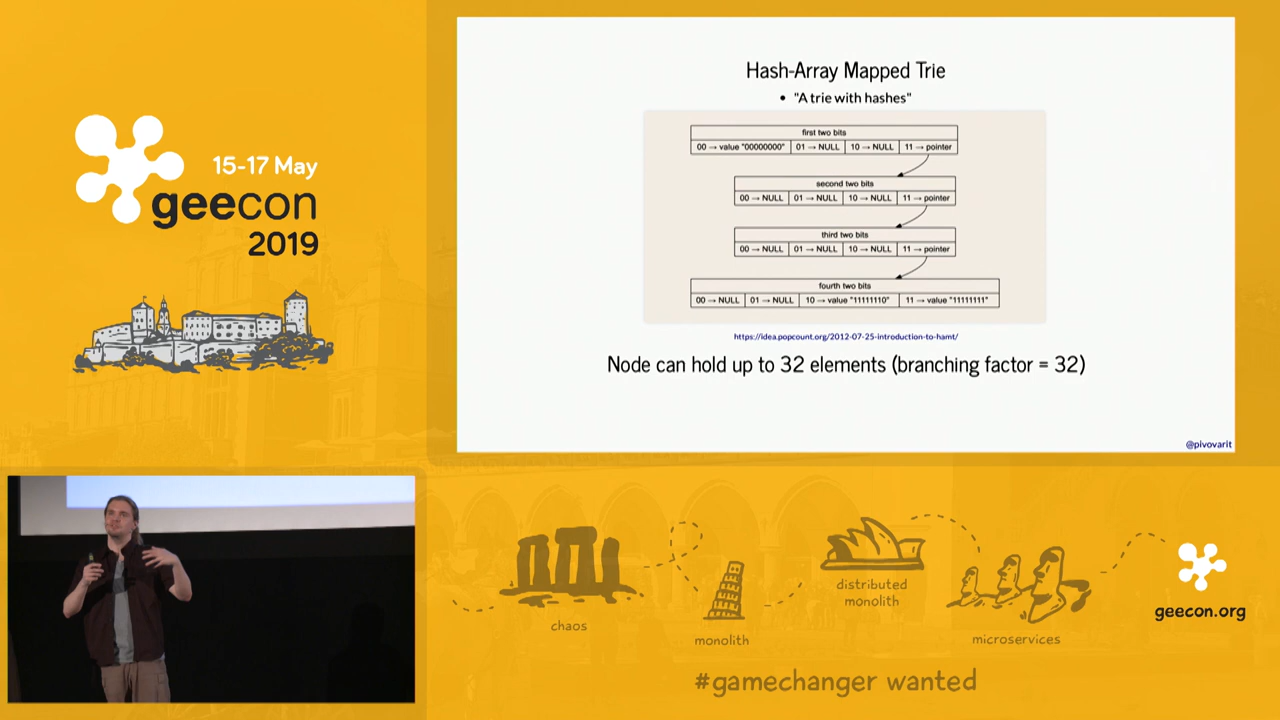 15-17 May
geecon
2019
Hash-Array Mapped Trie
• "A trie with hashes"
first two bits
00 → value "00000000" 01 → NULL 10 → NULL 11 → pointer
second two bits
00 → NULL 01 → NULL 10 → NULL 11 → pointer
third two bits
00 → NULL 01 → NULL 10 → NULL 11 → pointer
fourth two bits
00 → NULL 01 → NULL 10 → value "11111110" 11 → value "11111111"
https://idea.popcount.org/2012-07-25-introduction-to-hamt/
Node can hold up to 32 elements (branching factor = 32)
@pivovarit
chaos
monolith
distributed
monolith
microservices
geecon.org
#gamechanger wanted